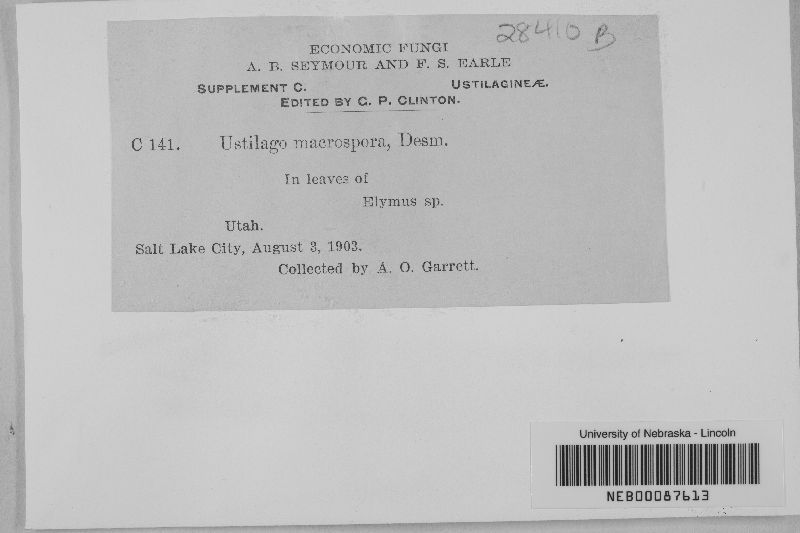 28410 B
ECONOMIC FUNGI
A. B. SEYMOUR AND F. S. EARLE
SUPPLEMENT C. USTILAGINEÆ.
EDITED BY G. P. CLINTON.
C 141. Ustilago macrospora, Desm.
In leaves of
Elymus sp.
Utah.
Salt Lake City, August 3, 1903.
Collected by A. O. Garrett.
University of Nebraska - Lincoln
NEB00087613